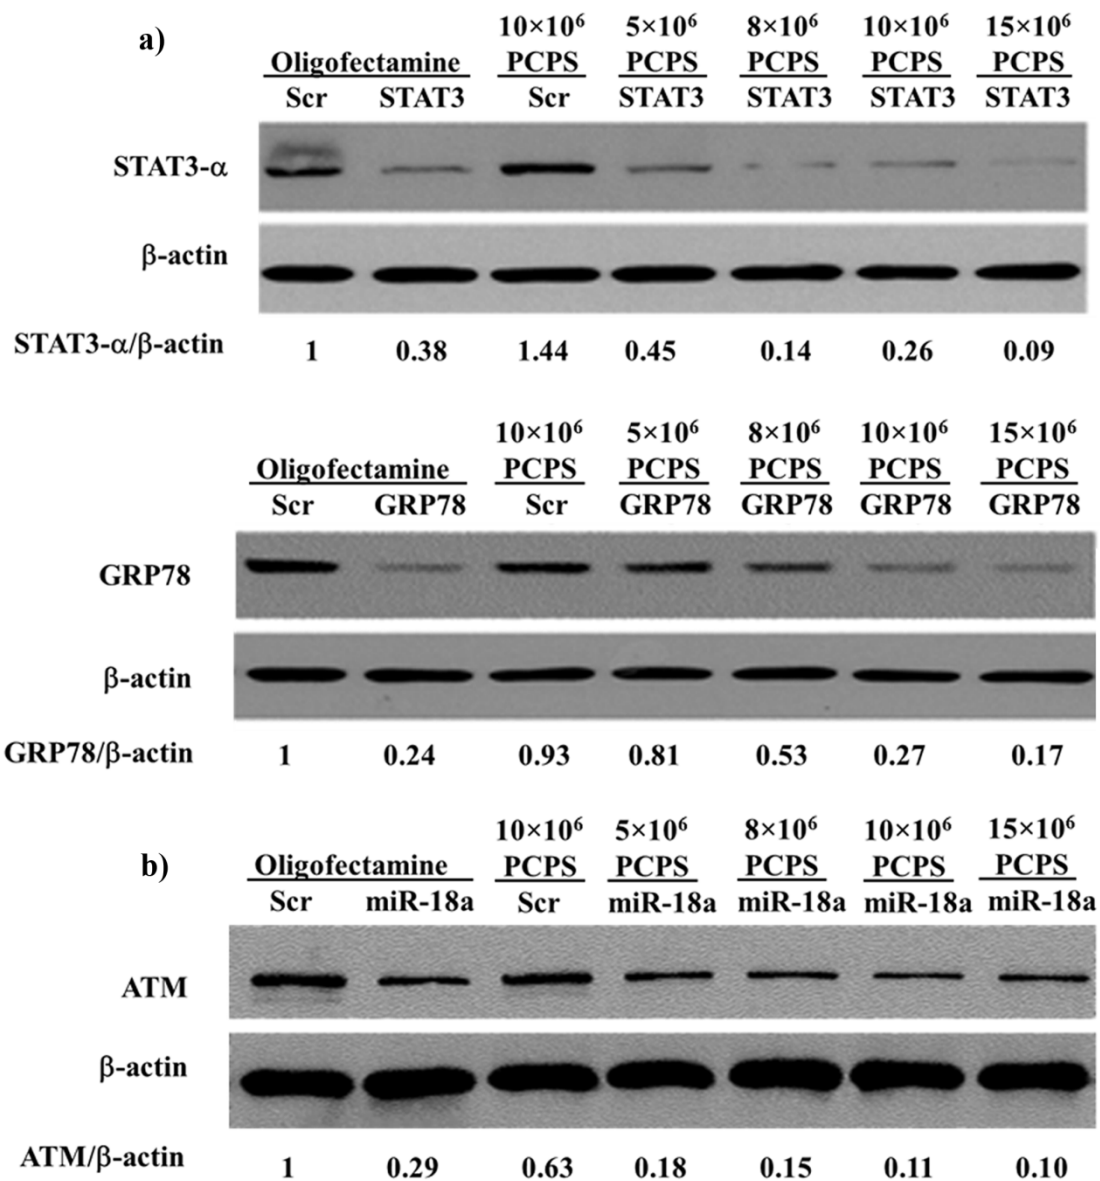 a)
10×10⁶ 5×10⁶ 8×10⁶ 10×10⁶ 15×10⁶
Oligofectamine PCPS PCPS PCPS PCPS PCPS
Scr STAT3 Scr STAT3 STAT3 STAT3 STAT3
STAT3-α
β-actin
STAT3-α/β-actin 1 0.38 1.44 0.45 0.14 0.26 0.09
10×10⁶ 5×10⁶ 8×10⁶ 10×10⁶ 15×10⁶
Oligofectamine PCPS PCPS PCPS PCPS PCPS
Scr GRP78 Scr GRP78 GRP78 GRP78 GRP78
GRP78
β-actin
GRP78/β-actin 1 0.24 0.93 0.81 0.53 0.27 0.17
b)
10×10⁶ 5×10⁶ 8×10⁶ 10×10⁶ 15×10⁶
Oligofectamine PCPS PCPS PCPS PCPS PCPS
Scr miR-18a Scr miR-18a miR-18a miR-18a miR-18a
ATM
β-actin
ATM/β-actin 1 0.29 0.63 0.18 0.15 0.11 0.10